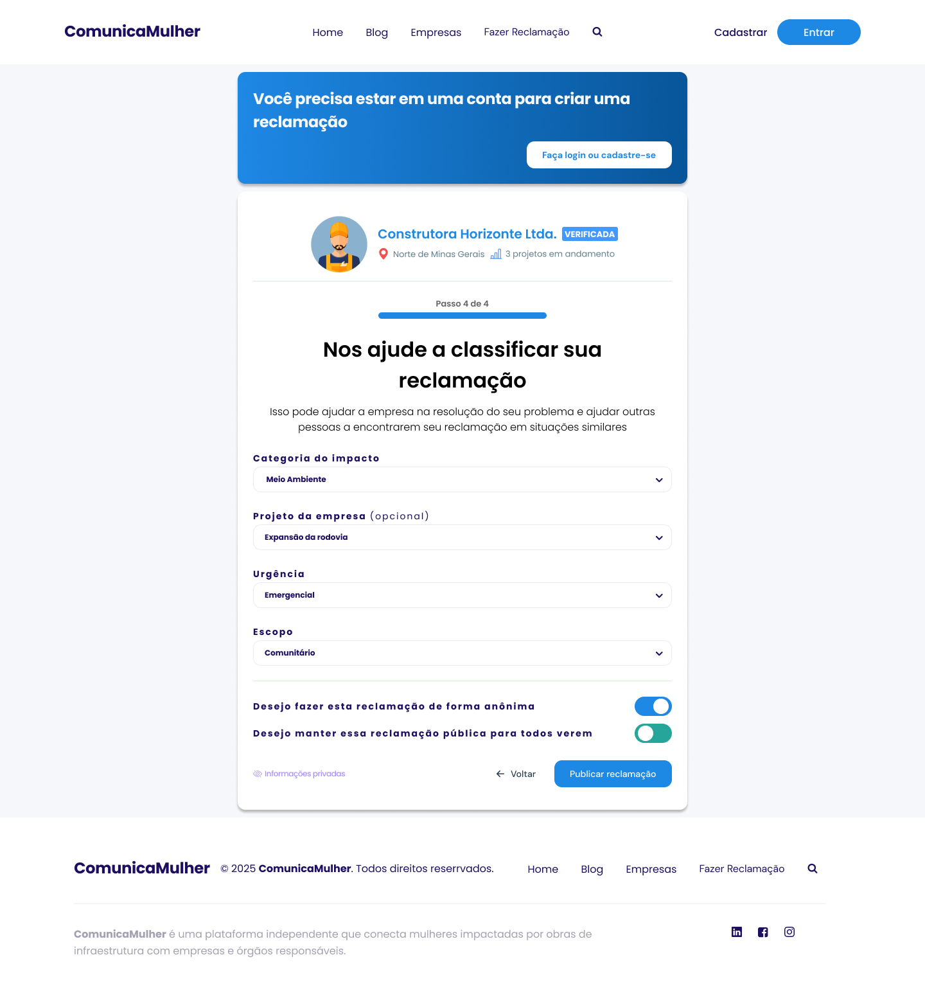 ComunicaMulher
Home Blog Empresas Fazer Reclamação
Cadastrar Entrar
Você precisa estar em uma conta para criar uma
reclamação
Faça login ou cadastre-se
Construtora Horizonte Ltda. VERIFICADA
Norte de Minas Gerais 3 projetos em andamento
Passo 4 de 4
Nos ajude a classificar sua
reclamação
Isso pode ajudar a empresa na resolução do seu problema e ajudar outras
pessoas a encontrarem seu reclamação em situações similares
Categoria do impacto
Meio Ambiente
Projeto da empresa (opcional)
Expansão da rodovia
Urgência
Emergencial
Escopo
Comunitário
Desejo fazer esta reclamação de forma anônima
Desejo manter essa reclamação pública para todos verem
Informações privadas
Voltar
Publicar reclamação
ComunicaMulher © 2025 ComunicaMulher. Todos direitos reserrvados.
Home Blog Empresas Fazer Reclamação
ComunicaMulher é uma plataforma independente que conecta mulheres impactadas por obras de
infraestrutura com empresas e órgãos responsáveis.